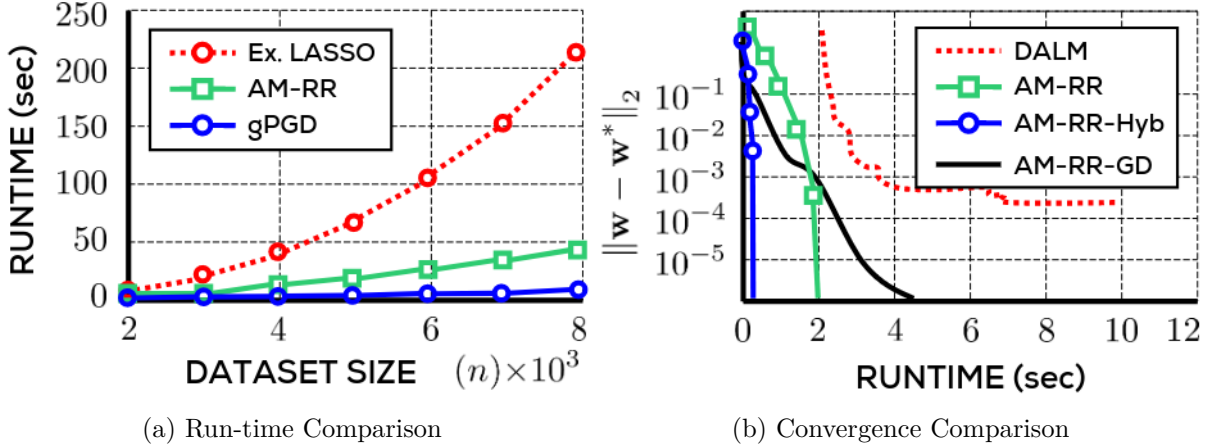 250
200
150
100
50
0
RUNTIME (sec)
Ex. LASSO
AM-RR
gPGD
2 4 6 8
DATASET SIZE (n)×10³
(a) Run-time Comparison
‖w − w*‖₂
10⁻¹
10⁻²
10⁻³
10⁻⁴
10⁻⁵
DALM
AM-RR
AM-RR-Hyb
AM-RR-GD
0 2 4 6 8 10 12
RUNTIME (sec)
(b) Convergence Comparison